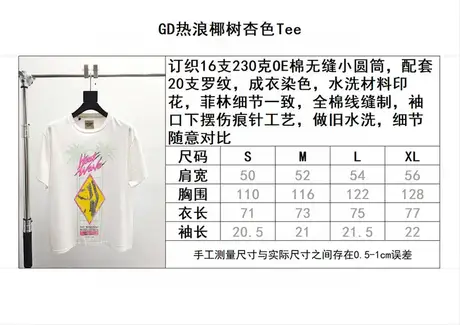 GD热浪椰树杏色Tee
订织16支230克OE棉无缝小圆筒，配套
20支罗纹，成衣染色，水洗材料印
花，菲林细节一致，全棉线缝制，袖
口下摆伤痕针工艺，做旧水洗，细节
随意对比
尺码 S M L XL
肩宽 50 52 54 56
胸围 110 116 122 128
衣长 71 73 75 77
袖长 20.5 21 21.5 22
手工测量尺寸与实际尺寸之间存在0.5-1cm误差
Heat
Wave